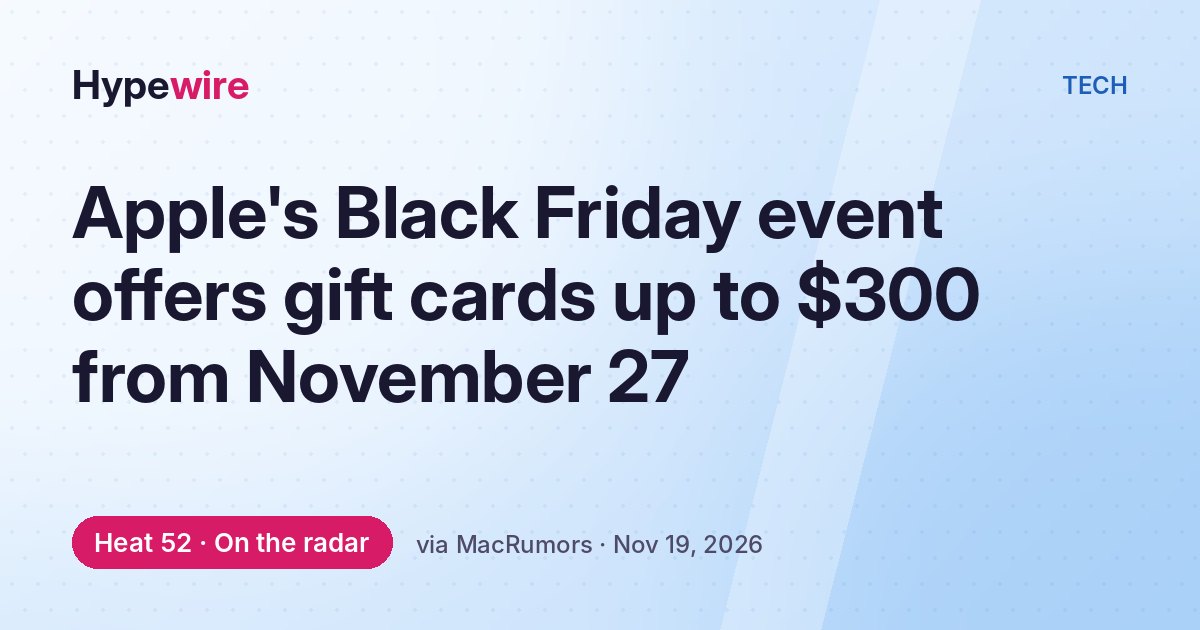 Hypewire
TECH
Apple's Black Friday event
offers gift cards up to $300
from November 27
Heat 52 · On the radar
via MacRumors · Nov 19, 2026